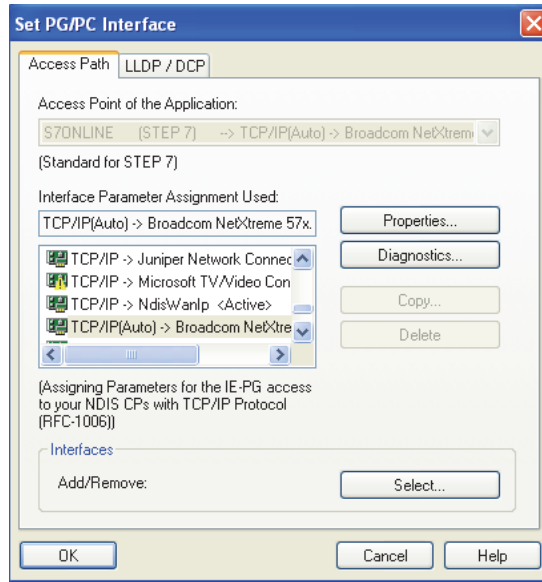 Set PG/PC Interface
Access Path
LLDP / DCP
Access Point of the Application:
S7ONLINE (STEP 7) --> TCP/IP(Auto) -> Broadcom NetXtrem
(Standard for STEP 7)
Interface Parameter Assignment Used:
TCP/IP(Auto) -> Broadcom NetXtreme 57x.
Properties...
TCP/IP -> Juniper Network Connec
Diagnostics...
TCP/IP -> Microsoft TV/Video Con
TCP/IP -> NdisWanIp <Active>
Copy...
TCP/IP(Auto) -> Broadcom NetXtre
Delete
(Assigning Parameters for the IE-PG access
to your NDIS CPs with TCP/IP Protocol
(RFC-1006))
Interfaces
Add/Remove:
Select...
OK
Cancel
Help